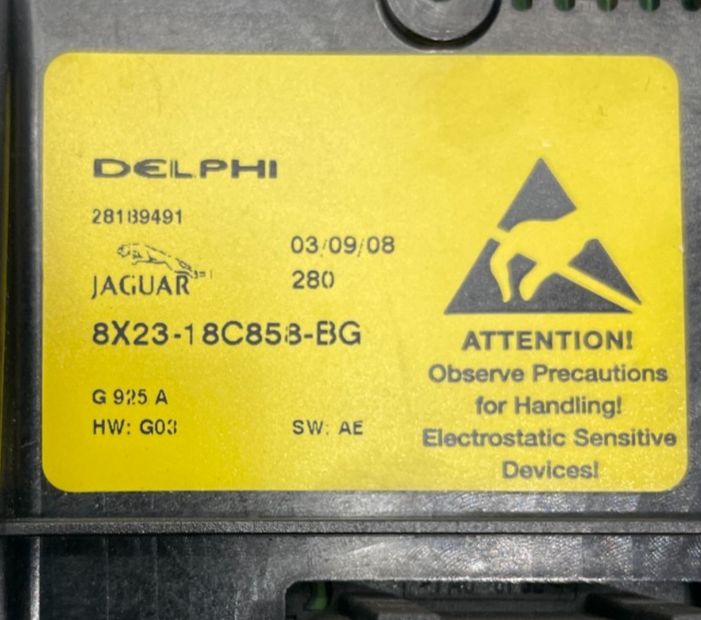 DELPHI
28189491
03/09/08
JAGUAR
280
8X23-18C858-BG
G 925 A
HW: G03
SW: AE
ATTENTION!
Observe Precautions
for Handling!
Electrostatic Sensitive
Devices!